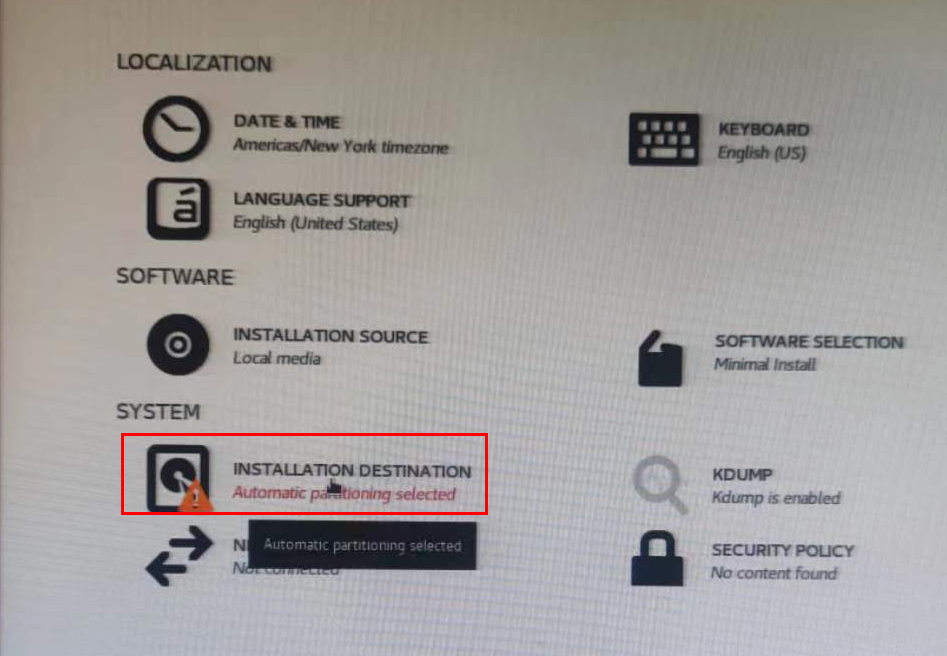 LOCALIZATION
DATE & TIME
Americas/New York timezone
KEYBOARD
English (US)
LANGUAGE SUPPORT
English (United States)
SOFTWARE
INSTALLATION SOURCE
Local media
SOFTWARE SELECTION
Minimal Install
SYSTEM
INSTALLATION DESTINATION
Automatic partitioning selected
KDUMP
Kdump is enabled
Automatic partitioning selected
Not connected
SECURITY POLICY
No content found